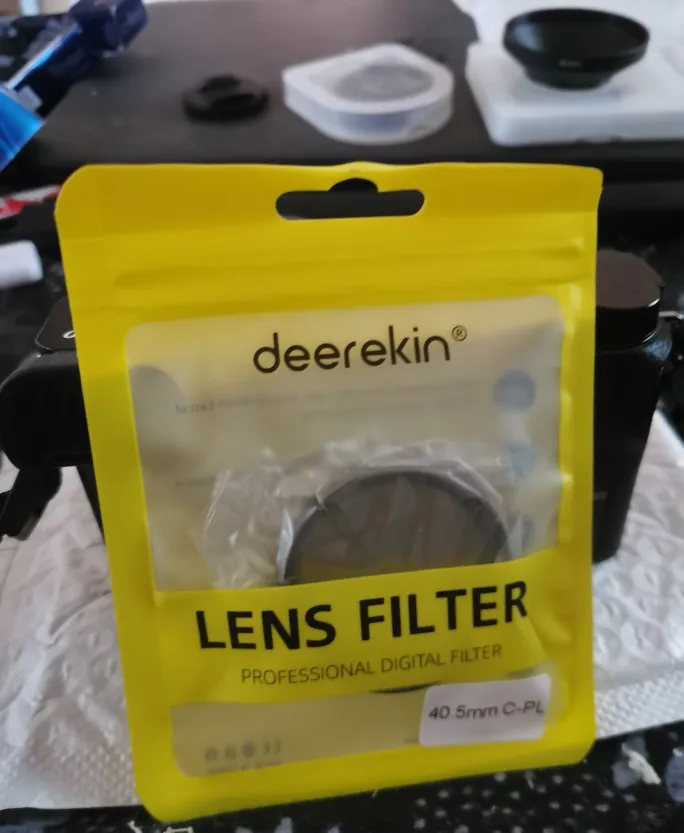 deerekin®
LENS FILTER
PROFESSIONAL DIGITAL FILTER
40.5mm C-PL